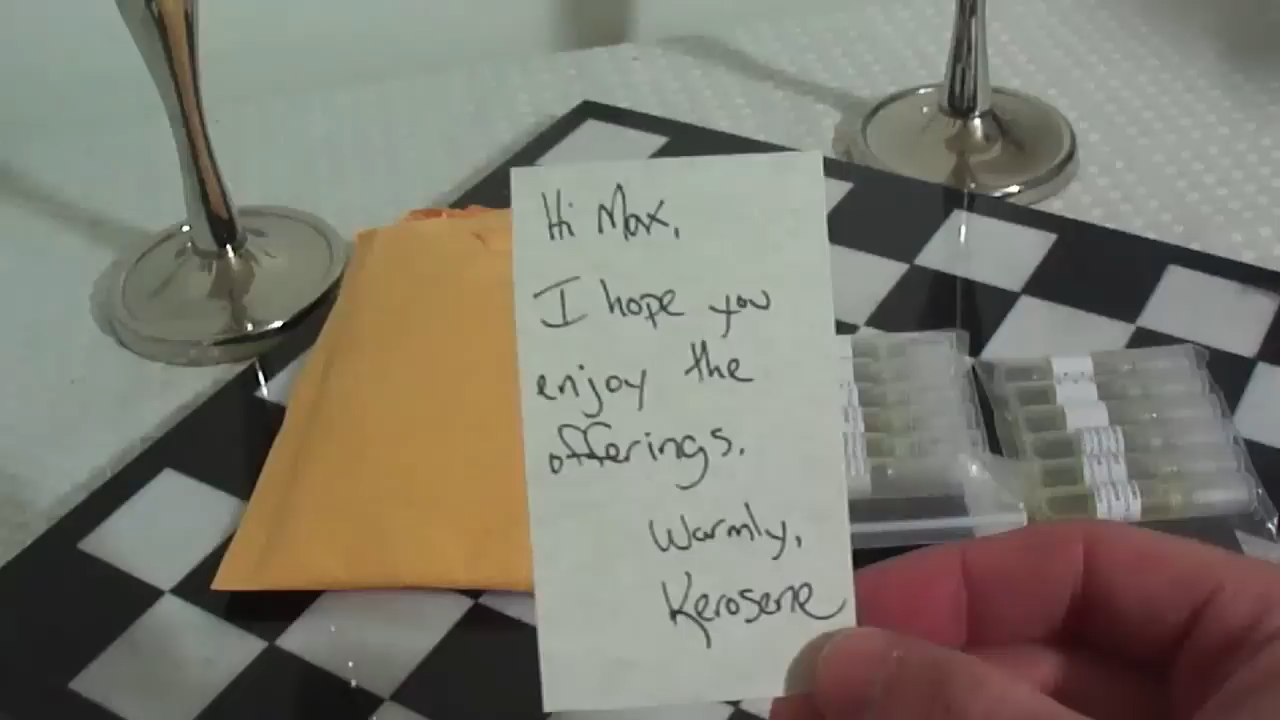 Hi Max,
I hope you
enjoy the
offerings.
Warmly,
Kerosene